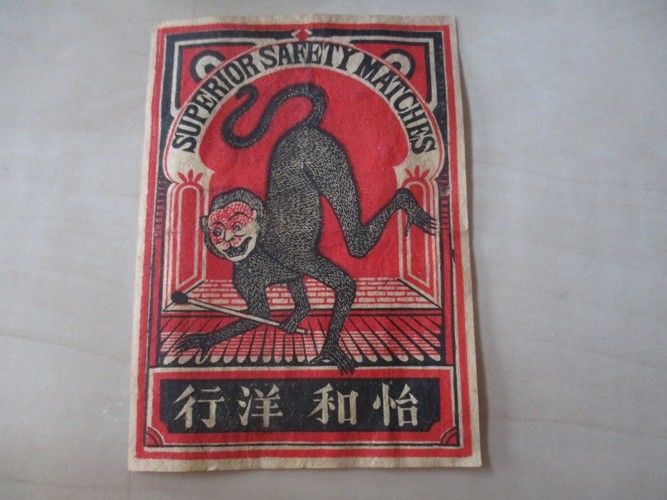 SUPERIOR SAFETY MATCHES
怡和洋行